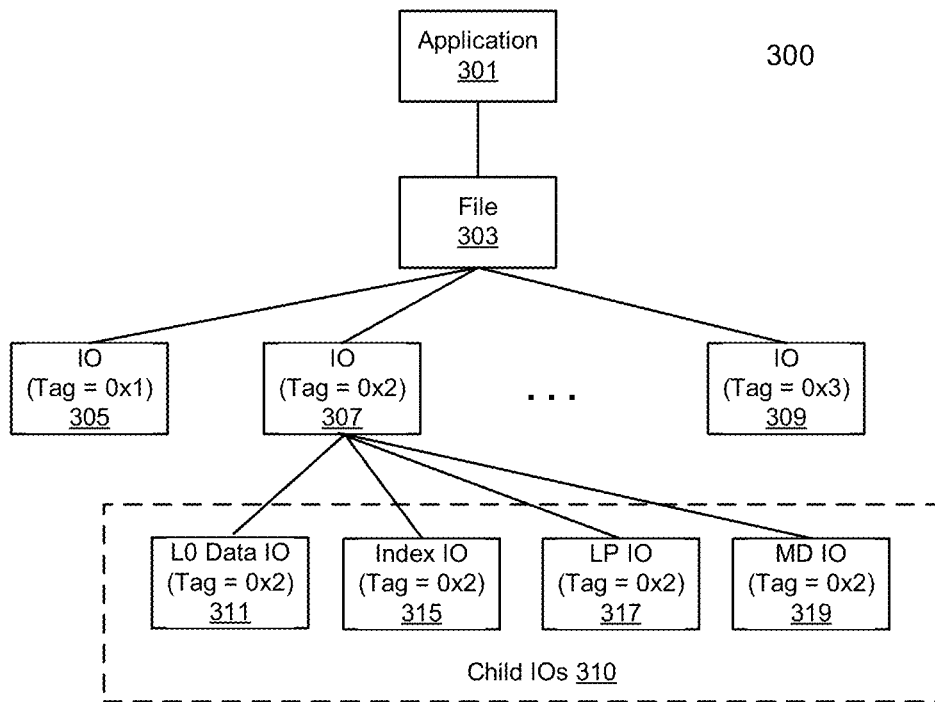 Application
301
300
File
303
IO
(Tag = 0x1)
305
IO
(Tag = 0x2)
307
. . .
IO
(Tag = 0x3)
309
L0 Data IO
(Tag = 0x2)
311
Index IO
(Tag = 0x2)
315
LP IO
(Tag = 0x2)
317
MD IO
(Tag = 0x2)
319
Child IOs 310